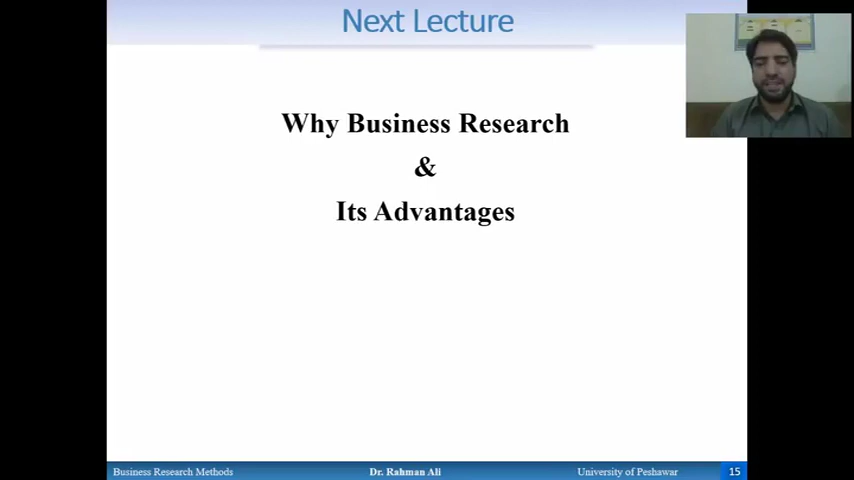 Next Lecture
Why Business Research
&
Its Advantages
Business Research Methods
Dr. Rahman Ali
University of Peshawar
15